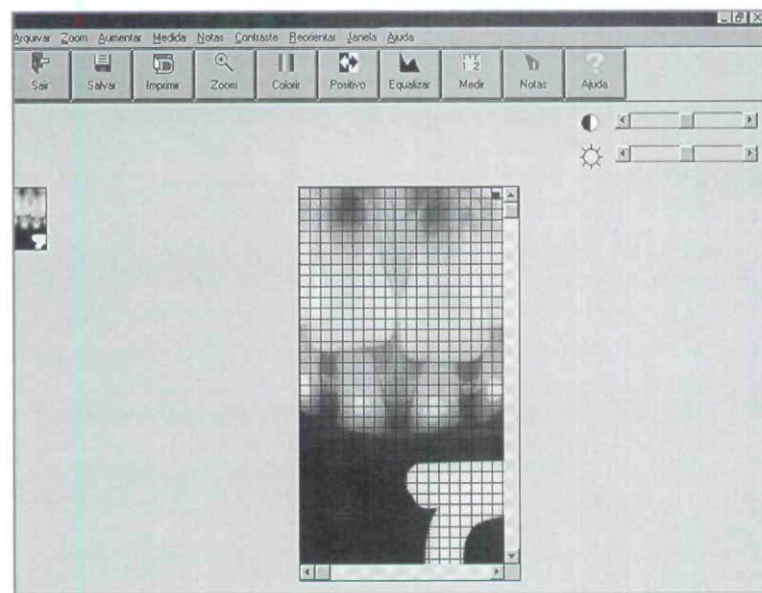 Arquivar Zoom Aumentar Medida Notas Contraste Reorientar Janela Ajuda
Sair Salvar Imprimir Zoom Colorir Positivo Equalizar Medir Notas Ajuda